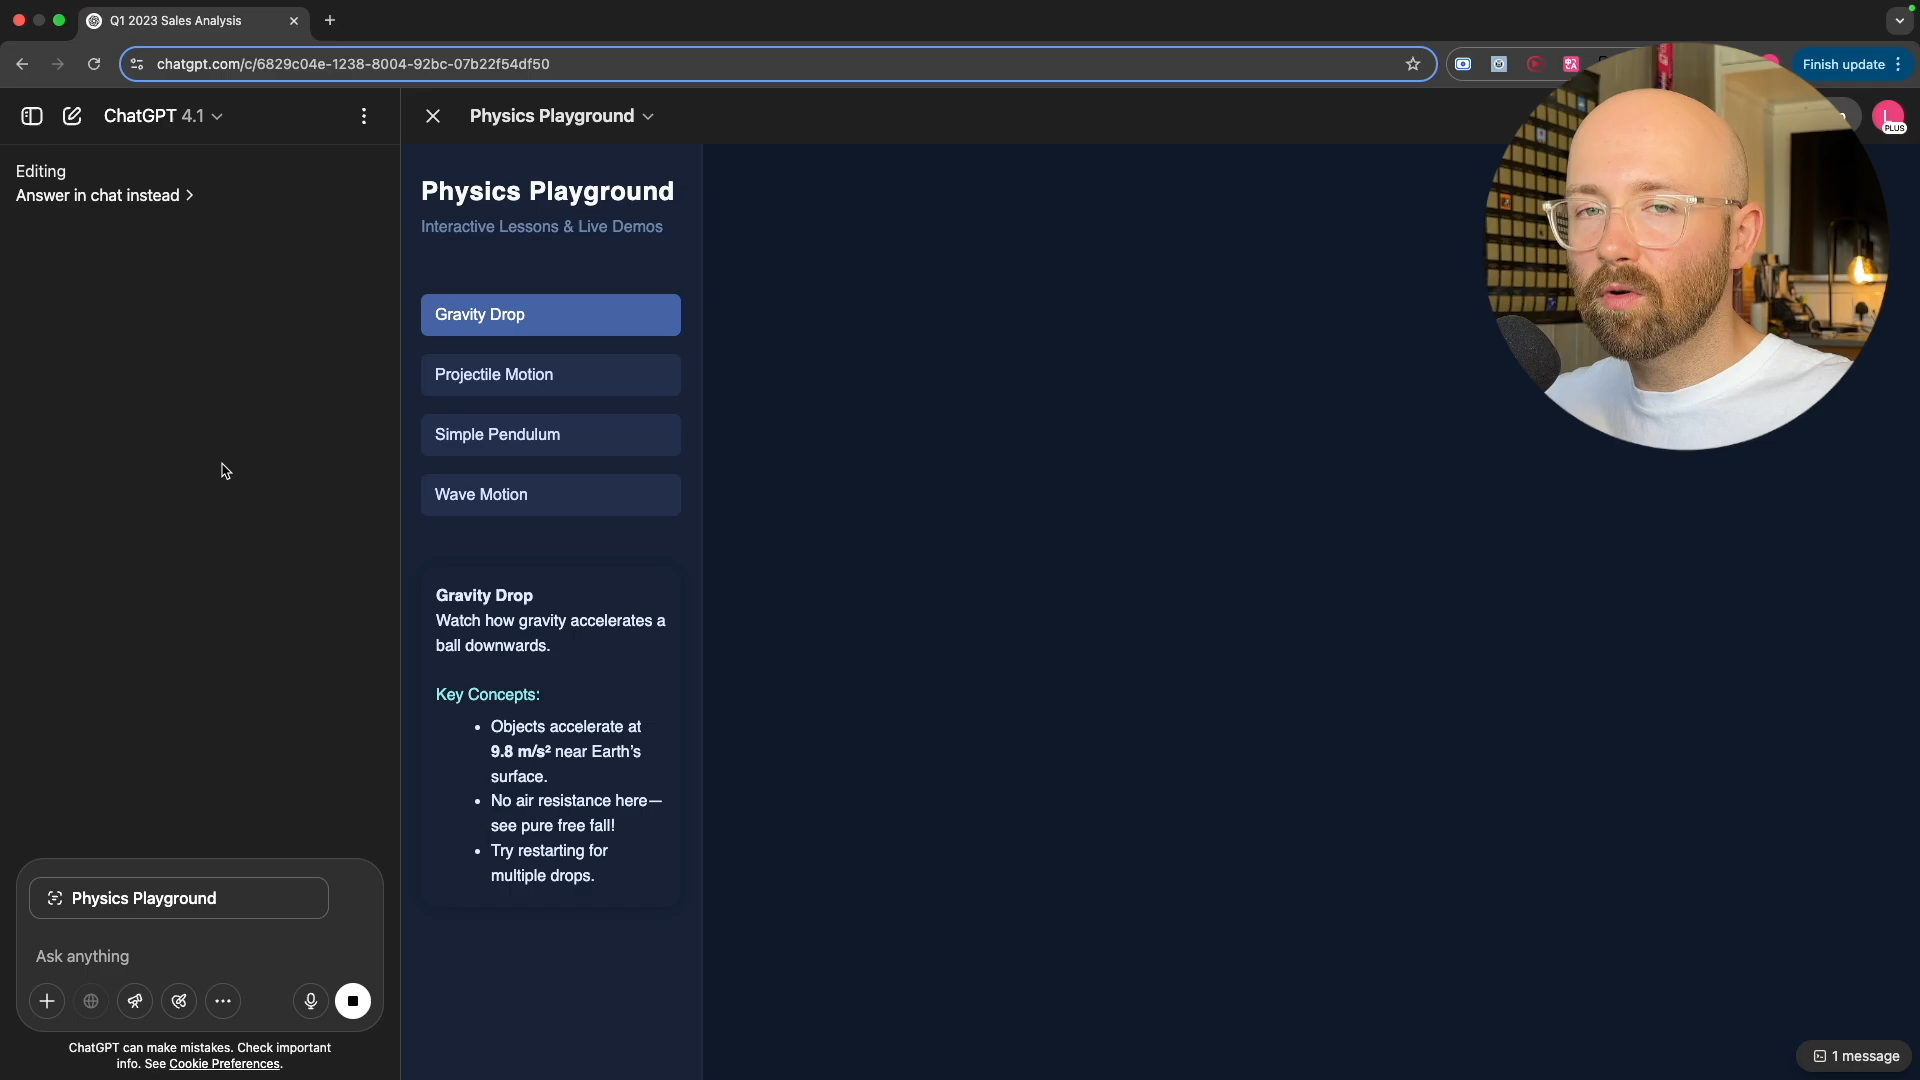 Q1 2023 Sales Analysis
chatgpt.com/c/6829c04e-1238-8004-92bc-07b22f54df50
Finish update
ChatGPT 4.1
Physics Playground
PLUS
Editing
Answer in chat instead
Physics Playground
Interactive Lessons & Live Demos
Gravity Drop
Projectile Motion
Simple Pendulum
Wave Motion
Gravity Drop
Watch how gravity accelerates a
ball downwards.
Key Concepts:
• Objects accelerate at
9.8 m/s² near Earth’s
surface.
• No air resistance here—
see pure free fall!
• Try restarting for
multiple drops.
Physics Playground
Ask anything
ChatGPT can make mistakes. Check important
info. See Cookie Preferences.
1 message